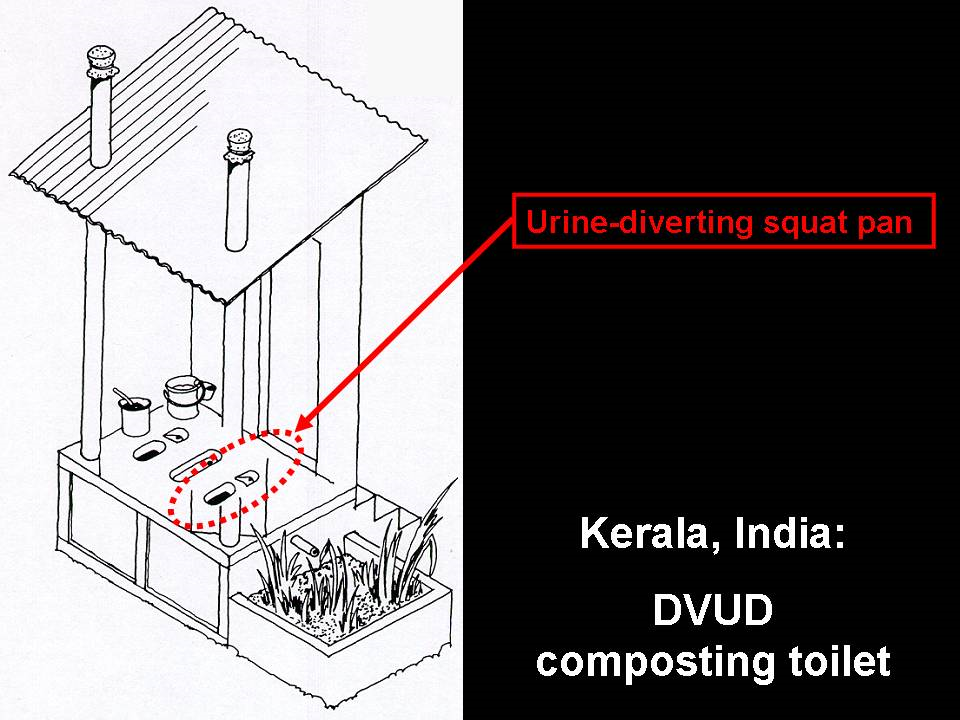 Urine-diverting squat pan
Kerala, India:
DVUD
composting toilet